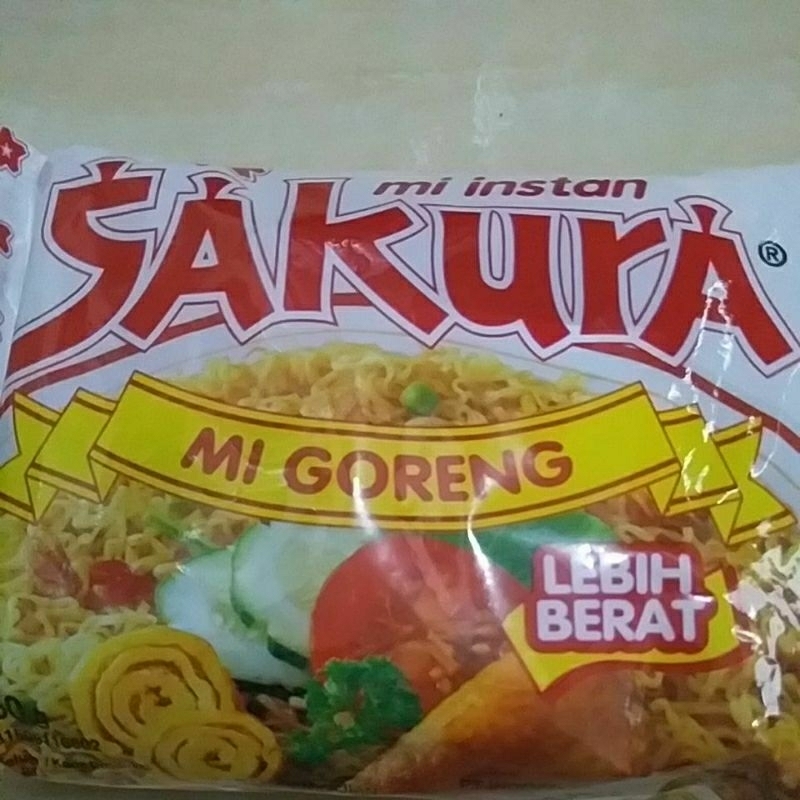 mi instan
SAKURA®
MI GORENG
LEBIH
BERAT